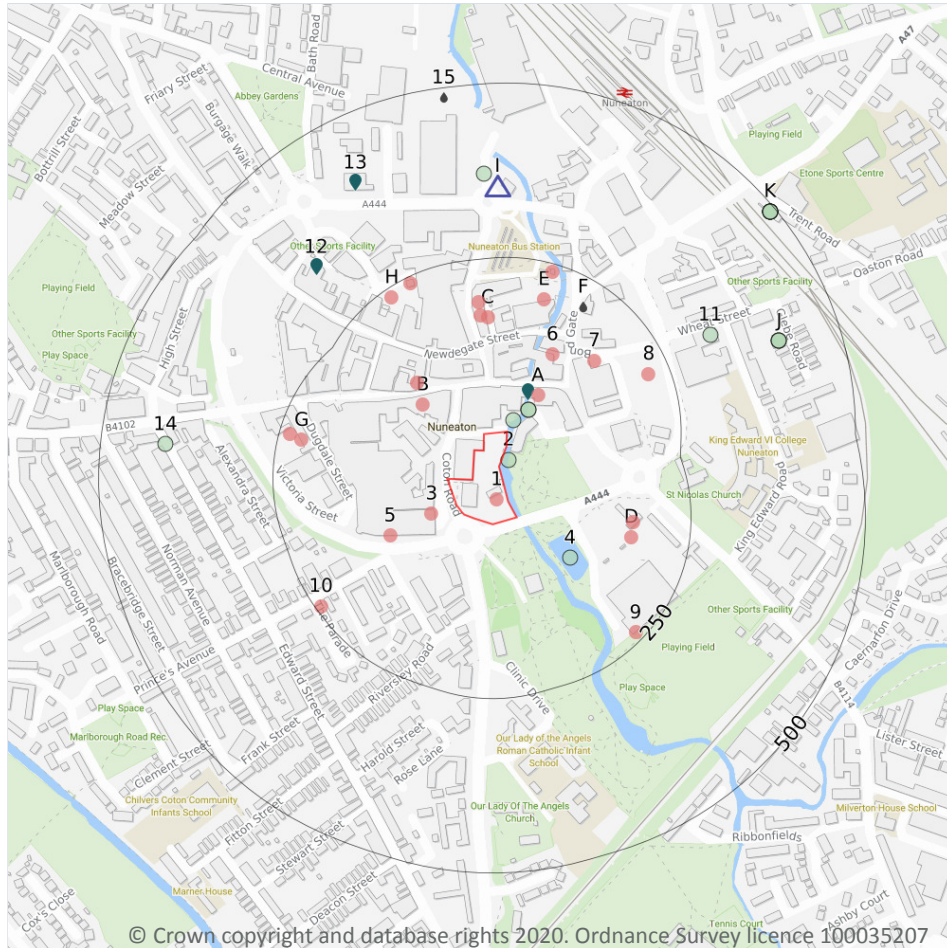 Bath Road
A47
Friary Street
Central Avenue
15
Nuneaton
Abbey Gardens
Bottrill Street
Burgage Walk
Playing Field
Meadow Street
13
I
Etone Sports Centre
K
A444
Trent Road
Other Sports Facility
12
Nuneaton Bus Station
Oaston Road
H
E
F
Playing Field
C
Other Sports Facility
High Street
Other Sports Facility
Play Space
Newdegate Street
6
7
Bon
d Gate
Wheat Street
11
J
Glebe Road
8
B
A
B4102
14
G
Nuneaton
2
King Edward VI College
Nuneaton
Dugdale Street
Alexandra Street
Victoria Street
Coton Road
1
3
A444
St Nicolas Church
5
D
4
King Edward Road
Marlborough Road
Bracebridge Street
Norman Avenue
10
The Parade
9
250
Other Sports Facility
Playing Field
Caernarfon Drive
Prince's Avenue
Edward Street
Riversley Road
Clinic Drive
Play Space
B4114
Play Space
Marlborough Road Rec
Frank Street
Harold Street
Rose Lane
Our Lady of the Angels
Roman Catholic Infant
School
500
Lister Street
Clement Street
Chilvers Coton Community
Infants School
Fitton Street
Our Lady Of The Angels
Church
Milverton House School
Stewart Street
Ribbonfields
Marner House
Deacon Street
Cox's Close
Tennis Court
Ashby Court
© Crown copyright and database rights 2020. Ordnance Survey licence 100035207